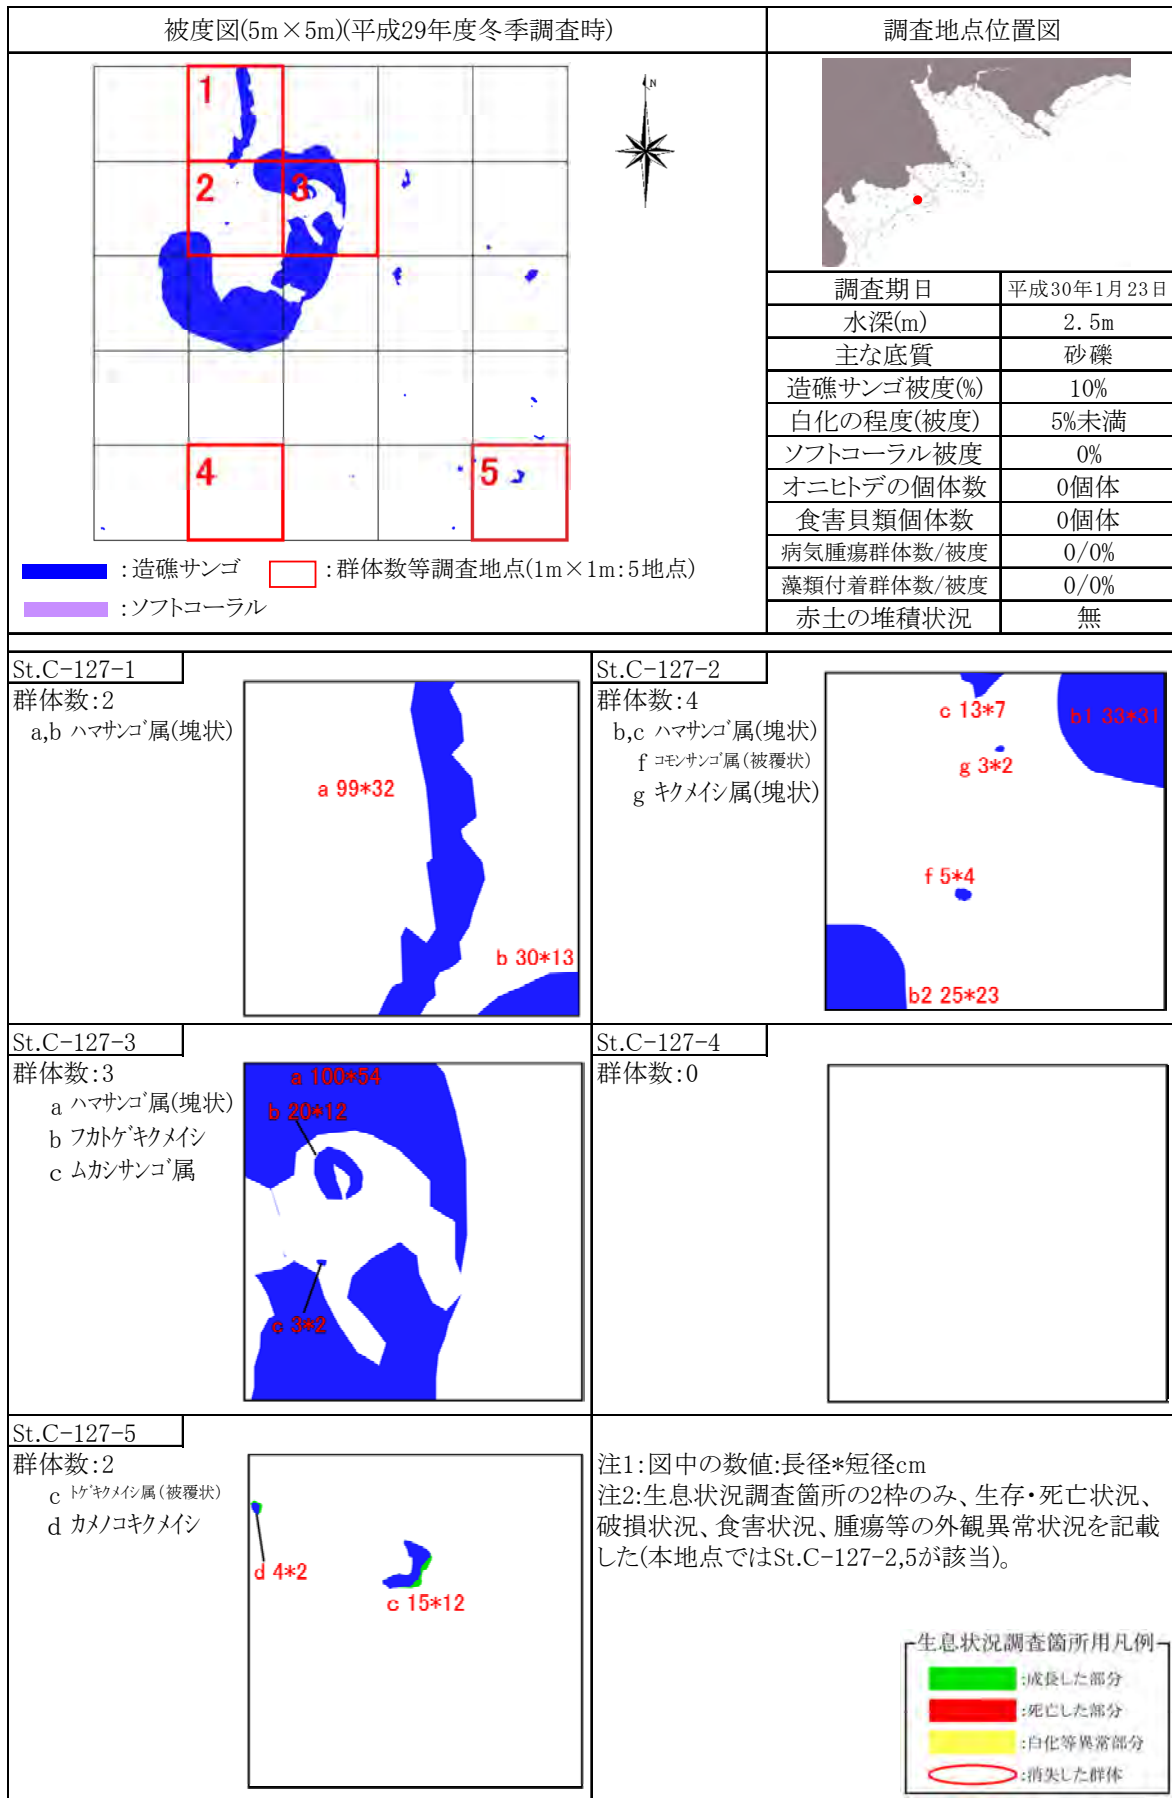 被度図(5m×5m)(平成29年度冬季調査時)
調査地点位置図
N
1
2
3
4
5
:造礁サンゴ
:群体数等調査地点(1m×1m:5地点)
:ソフトコーラル
調査期日 平成30年1月23日
水深(m) 2.5m
主な底質 砂礫
造礁サンゴ被度(%) 10%
白化の程度(被度) 5%未満
ソフトコーラル被度 0%
オニヒトデの個体数 0個体
食害貝類個体数 0個体
病気腫瘍群体数/被度 0/0%
藻類付着群体数/被度 0/0%
赤土の堆積状況 無
St.C-127-1
群体数:2
a,b ハマサンゴ属(塊状)
a 99*32
b 30*13
St.C-127-2
群体数:4
b,c ハマサンゴ属(塊状)
f コモンサンゴ属(被覆状)
g キクメイシ属(塊状)
c 13*7
b1 33*31
g 3*2
f 5*4
b2 25*23
St.C-127-3
群体数:3
a ハマサンゴ属(塊状)
b フカトゲキクメイシ
c ムカシサンゴ属
a 100*54
b 20*12
c 3*2
St.C-127-4
群体数:0
St.C-127-5
群体数:2
c トゲキクメイシ属(被覆状)
d カメノコキクメイシ
d 4*2
c 15*12
注1:図中の数値:長径*短径cm
注2:生息状況調査箇所の2枠のみ、生存・死亡状況、
破損状況、食害状況、腫瘍等の外観異常状況を記載
した(本地点ではSt.C-127-2,5が該当)。
生息状況調査箇所用凡例
:成長した部分
:死亡した部分
:白化等異常部分
:消失した群体